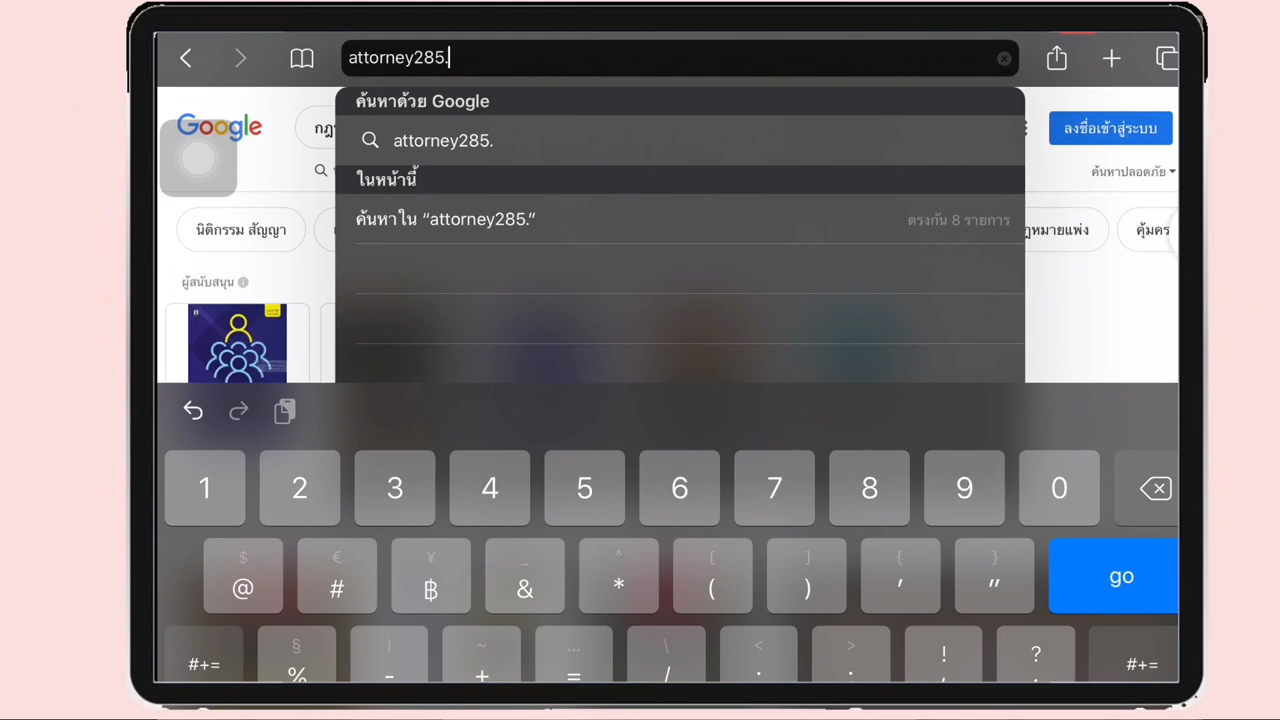 attorney285.
ค้นหาด้วย Google
Google
กฎ
attorney285.
ลงชื่อเข้าสู่ระบบ
ในหน้านี้
ค้นหาปลอดภัย
นิติกรรม สัญญา
ค้นหาใน “attorney285.”
ตรงกัน 8 รายการ
ฎหมายแพ่ง
คุ้มคร
ผู้สนับสนุน
1 2 3 4 5 6 7 8 9 0
$ € ¥ _ ^ [ ] { }
@ # ฿ & * ( ) ' "
go
§ | ~ … \ < > ! ?
#+= % - + = / #+=